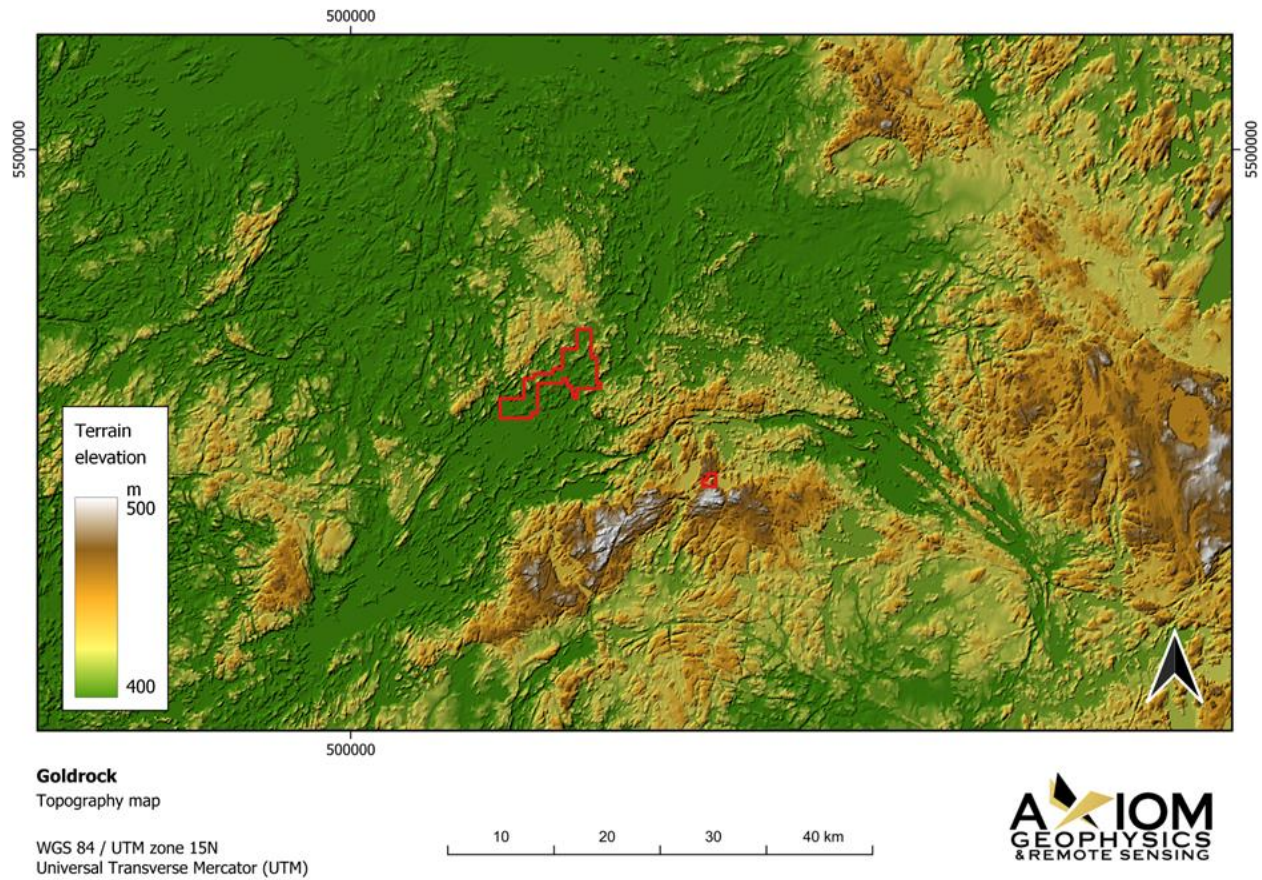 500000
5500000
5500000
Terrain
elevation
m
500
400
500000
Goldrock
Topography map
WGS 84 / UTM zone 15N
Universal Transverse Mercator (UTM)
10 20 30 40 km
AXIOM
GEOPHYSICS
& REMOTE SENSING